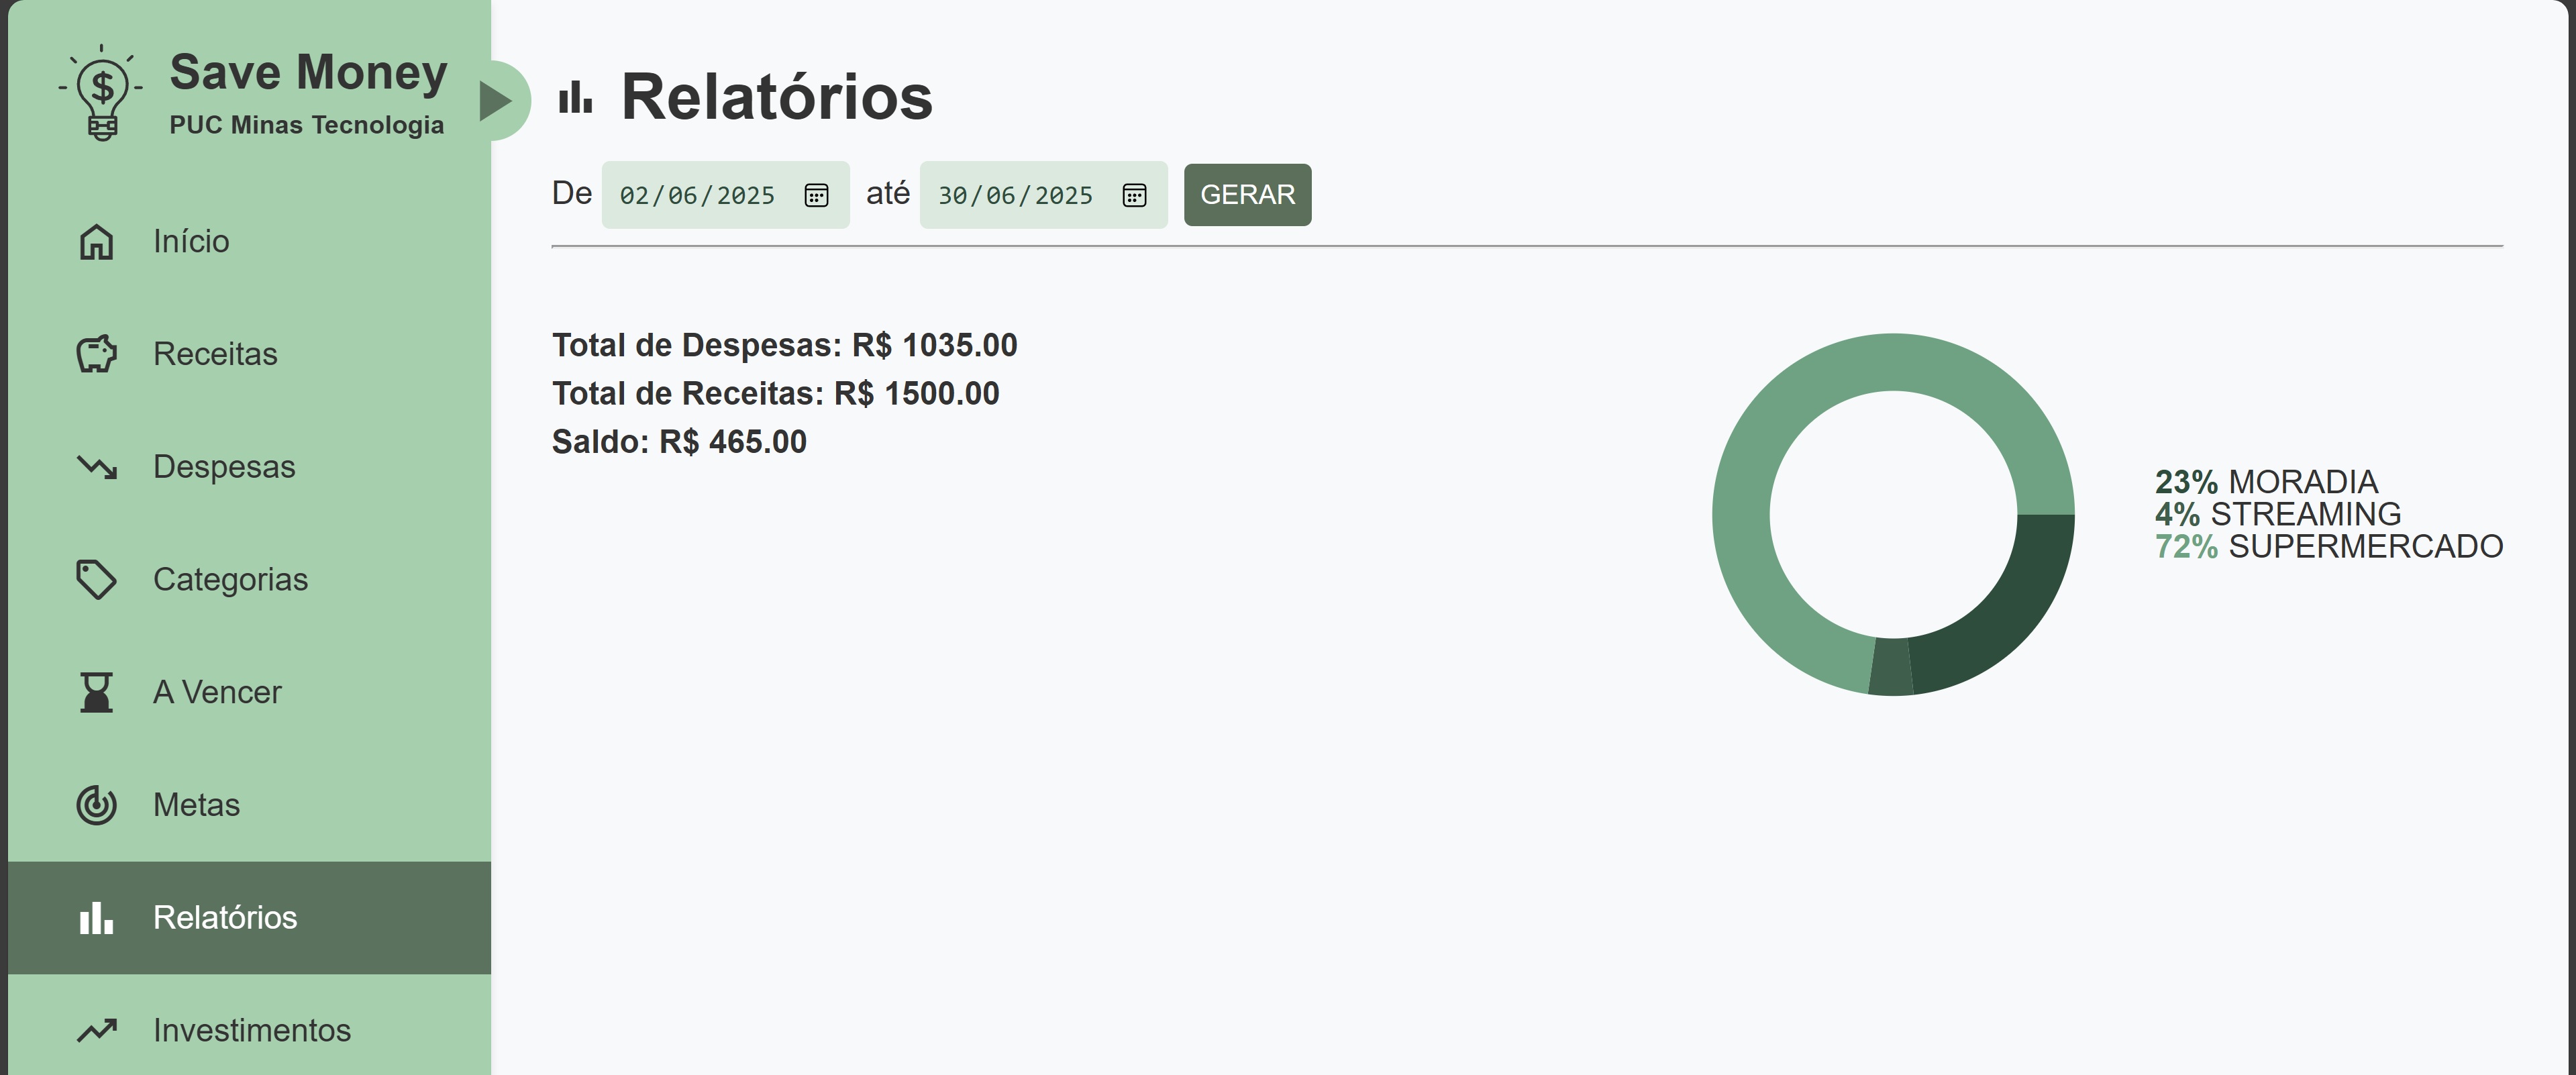 Save Money
PUC Minas Tecnologia
Início
Receitas
Despesas
Categorias
A Vencer
Metas
Relatórios
Investimentos
Relatórios
De 02/06/2025 até 30/06/2025 GERAR
Total de Despesas: R$ 1035.00
Total de Receitas: R$ 1500.00
Saldo: R$ 465.00
23% MORADIA
4% STREAMING
72% SUPERMERCADO